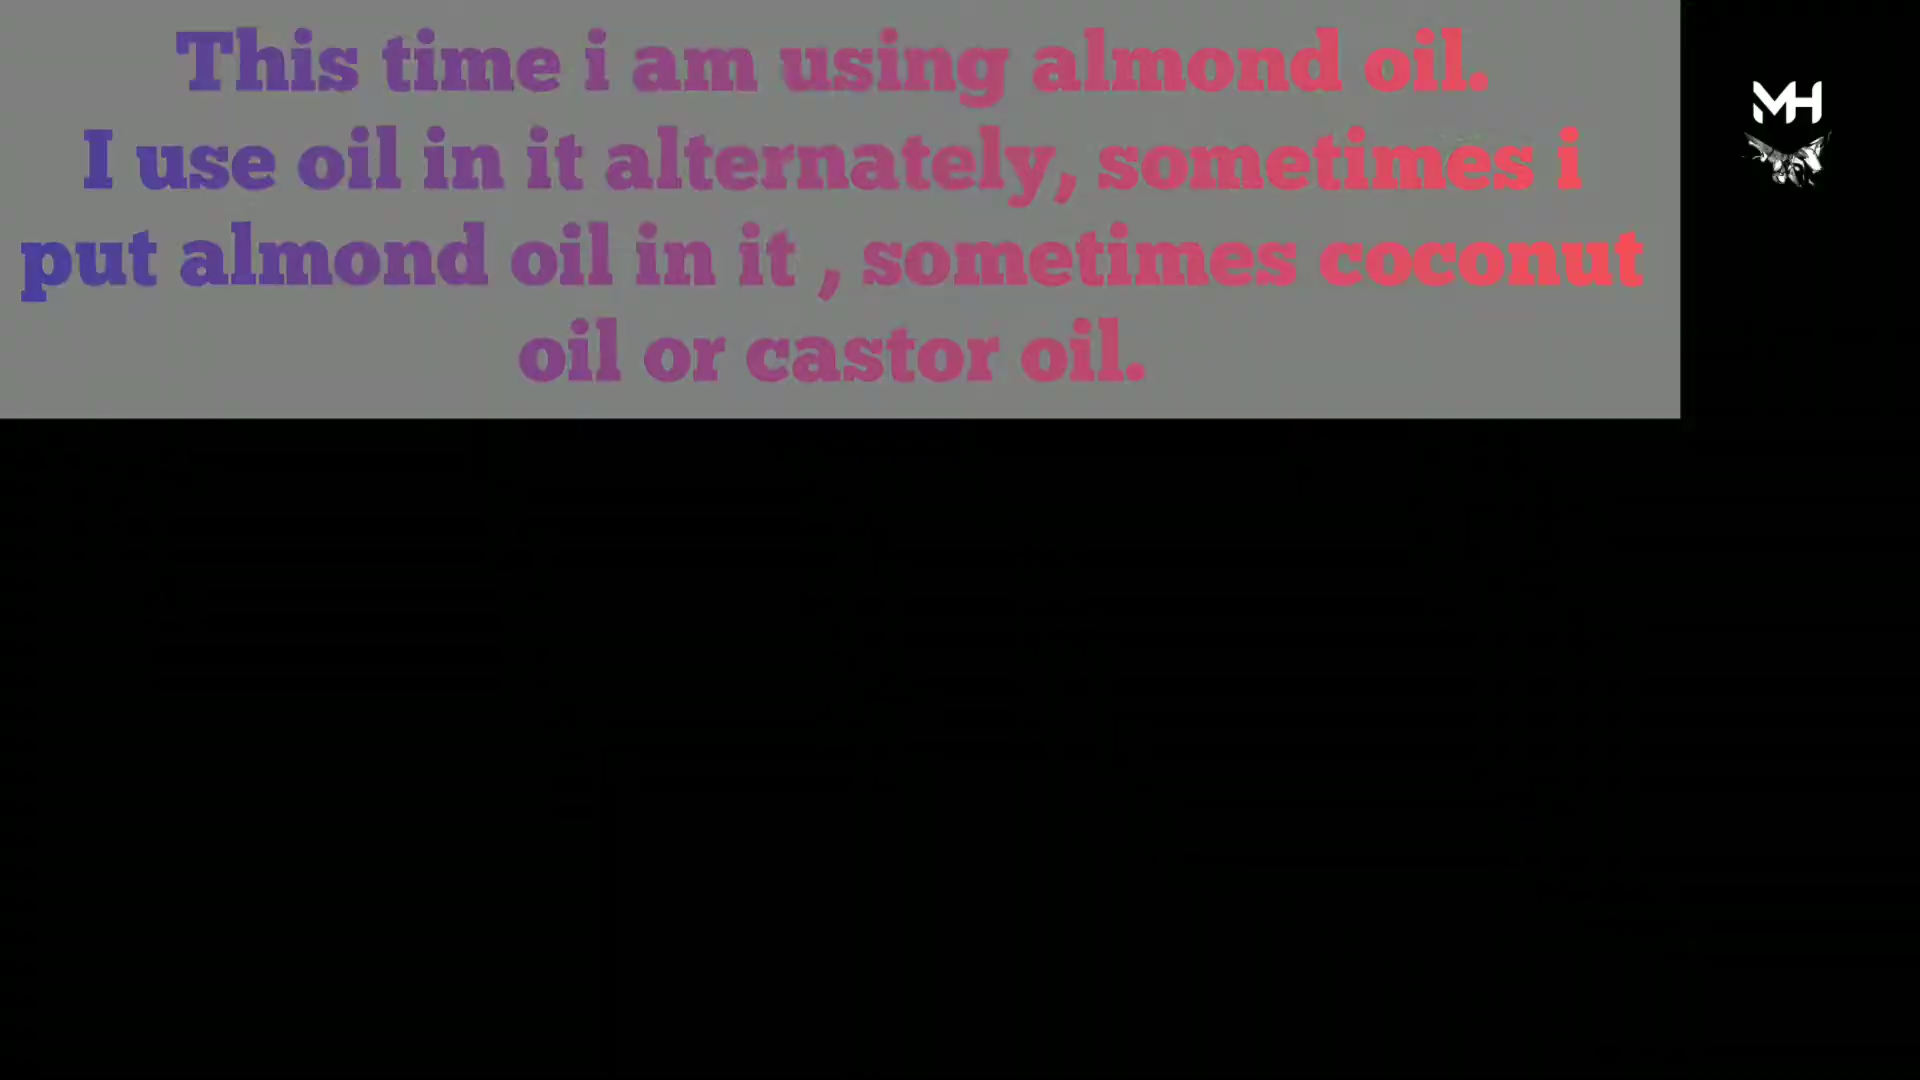 This time i am using almond oil.
I use oil in it alternately, sometimes i
put almond oil in it , sometimes coconut
oil or castor oil.
MH